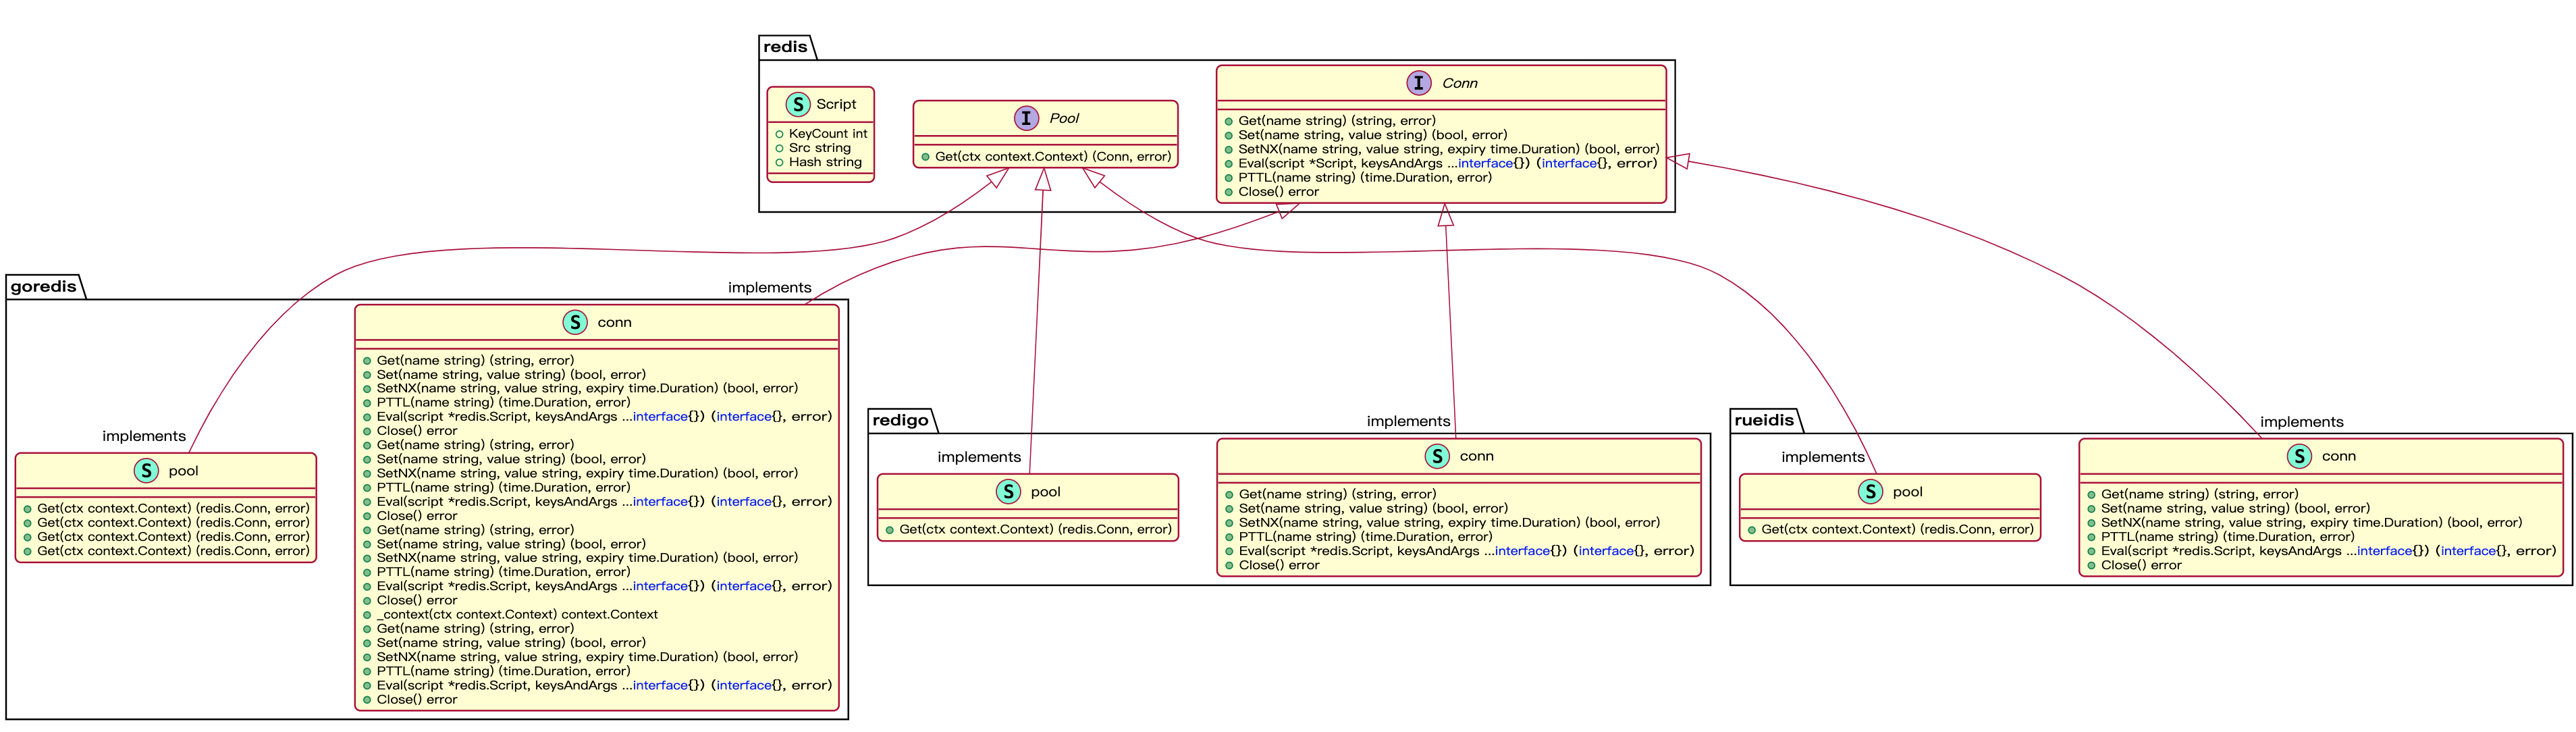 redis
S Script
KeyCount int
Src string
Hash string
I Pool
Get(ctx context.Context) (Conn, error)
I Conn
Get(name string) (string, error)
Set(name string, value string) (bool, error)
SetNX(name string, value string, expiry time.Duration) (bool, error)
Eval(script *Script, keysAndArgs ...interface{}) (interface{}, error)
PTTL(name string) (time.Duration, error)
Close() error
goredis
implements
S pool
Get(ctx context.Context) (redis.Conn, error)
Get(ctx context.Context) (redis.Conn, error)
Get(ctx context.Context) (redis.Conn, error)
Get(ctx context.Context) (redis.Conn, error)
implements
S conn
Get(name string) (string, error)
Set(name string, value string) (bool, error)
SetNX(name string, value string, expiry time.Duration) (bool, error)
PTTL(name string) (time.Duration, error)
Eval(script *redis.Script, keysAndArgs ...interface{}) (interface{}, error)
Close() error
Get(name string) (string, error)
Set(name string, value string) (bool, error)
SetNX(name string, value string, expiry time.Duration) (bool, error)
PTTL(name string) (time.Duration, error)
Eval(script *redis.Script, keysAndArgs ...interface{}) (interface{}, error)
Close() error
Get(name string) (string, error)
Set(name string, value string) (bool, error)
SetNX(name string, value string, expiry time.Duration) (bool, error)
PTTL(name string) (time.Duration, error)
Eval(script *redis.Script, keysAndArgs ...interface{}) (interface{}, error)
Close() error
_context(ctx context.Context) context.Context
Get(name string) (string, error)
Set(name string, value string) (bool, error)
SetNX(name string, value string, expiry time.Duration) (bool, error)
PTTL(name string) (time.Duration, error)
Eval(script *redis.Script, keysAndArgs ...interface{}) (interface{}, error)
Close() error
redigo
implements
S pool
Get(ctx context.Context) (redis.Conn, error)
implements
S conn
Get(name string) (string, error)
Set(name string, value string) (bool, error)
SetNX(name string, value string, expiry time.Duration) (bool, error)
PTTL(name string) (time.Duration, error)
Eval(script *redis.Script, keysAndArgs ...interface{}) (interface{}, error)
Close() error
rueidis
implements
S pool
Get(ctx context.Context) (redis.Conn, error)
implements
S conn
Get(name string) (string, error)
Set(name string, value string) (bool, error)
SetNX(name string, value string, expiry time.Duration) (bool, error)
PTTL(name string) (time.Duration, error)
Eval(script *redis.Script, keysAndArgs ...interface{}) (interface{}, error)
Close() error